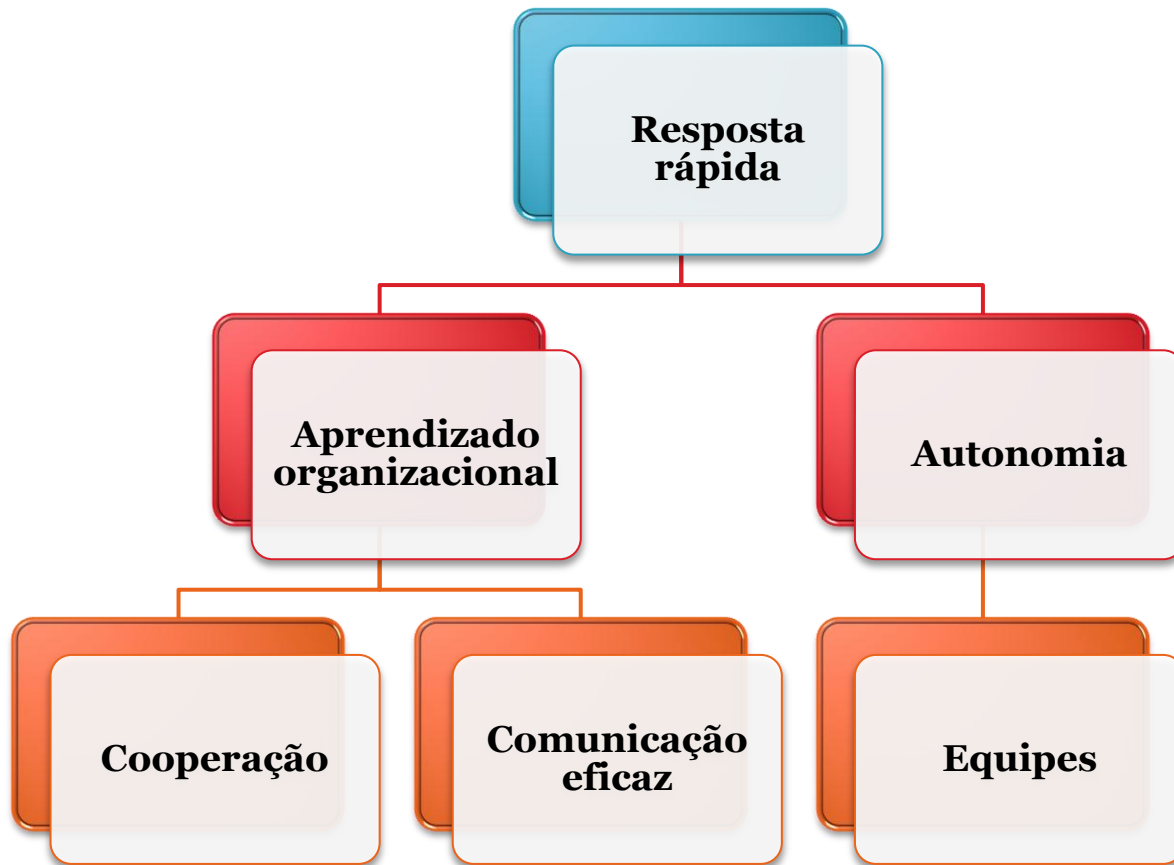 Resposta
rápida
Aprendizado
organizacional
Autonomia
Cooperação
Comunicação
eficaz
Equipes